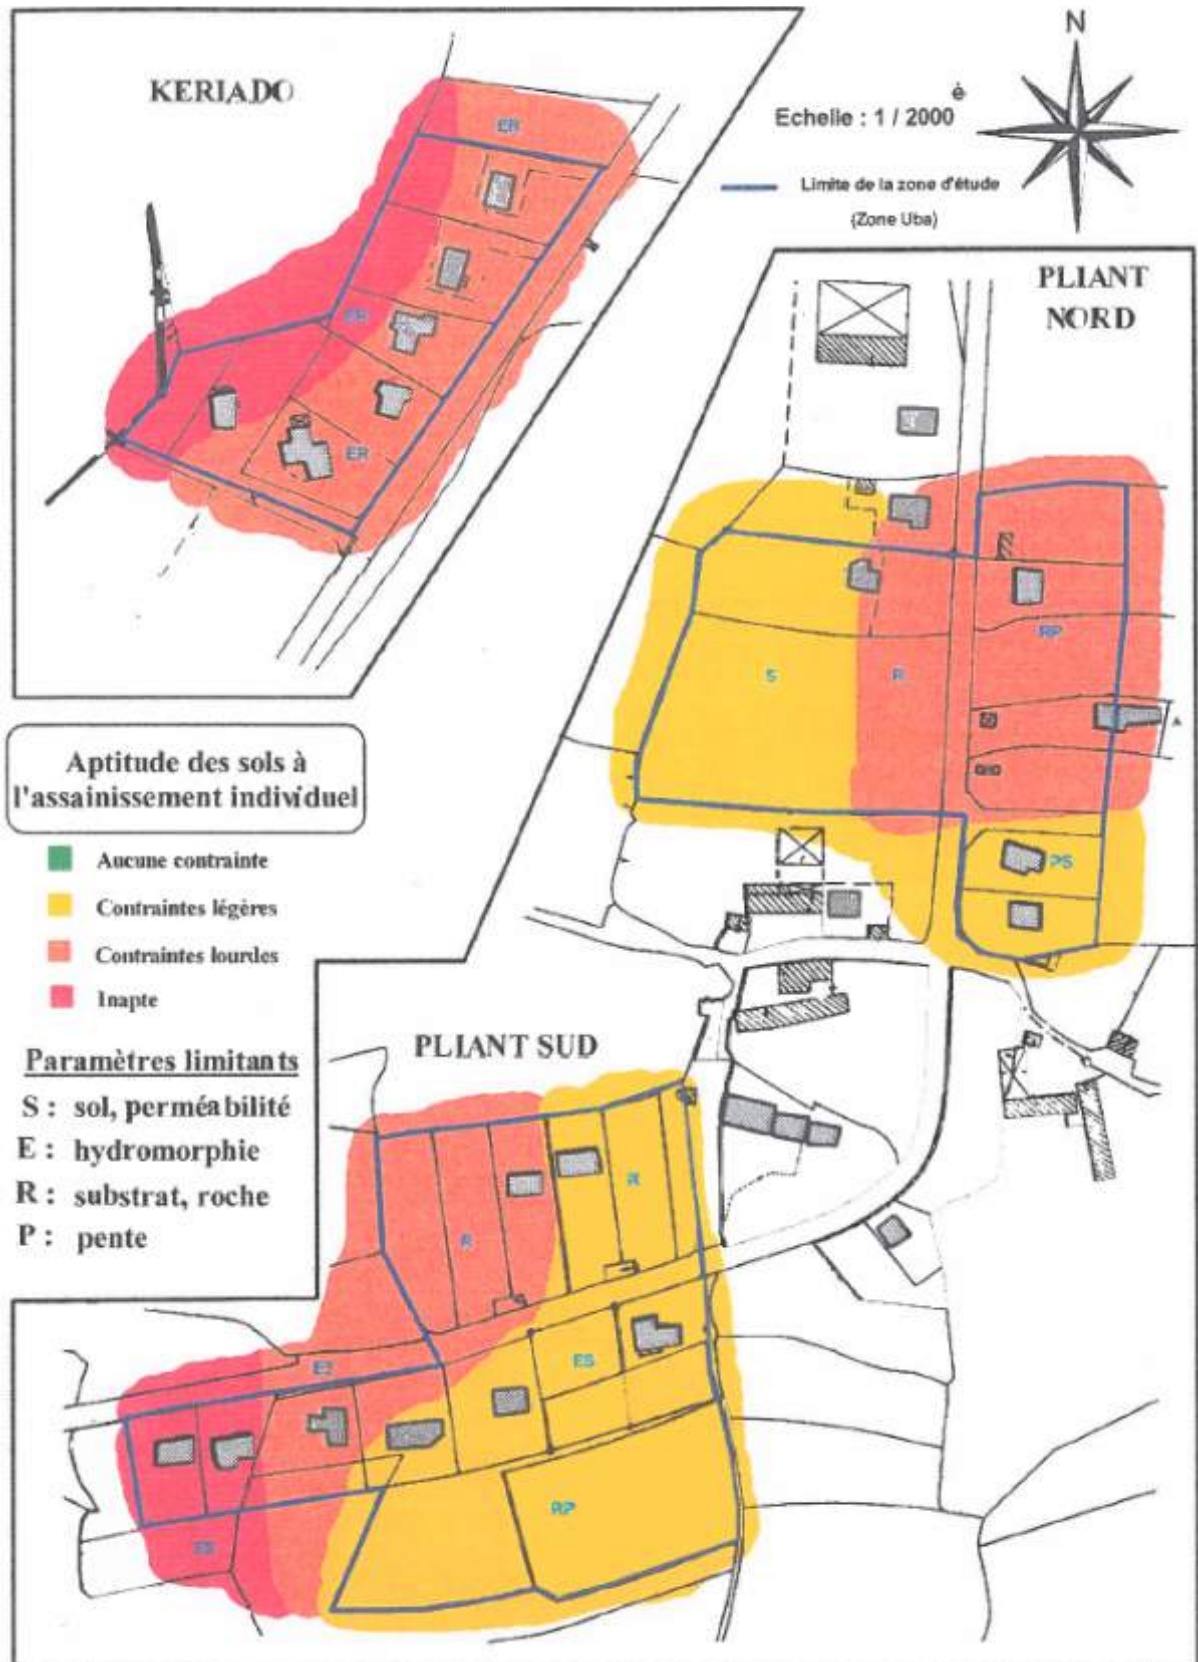 KERIADO
N
Echelle : 1 / 2000 è
Limite de la zone d'étude
(Zone Uba)
PLIANT
NORD
ER
ER
ER
S
R
RP
PS
Aptitude des sols à
l'assainissement individuel
Aucune contrainte
Contraintes légères
Contraintes lourdes
Inapte
Paramètres limitants
S : sol, perméabilité
E : hydromorphie
R : substrat, roche
P : pente
PLIANT SUD
R
R
ES
RP
ES